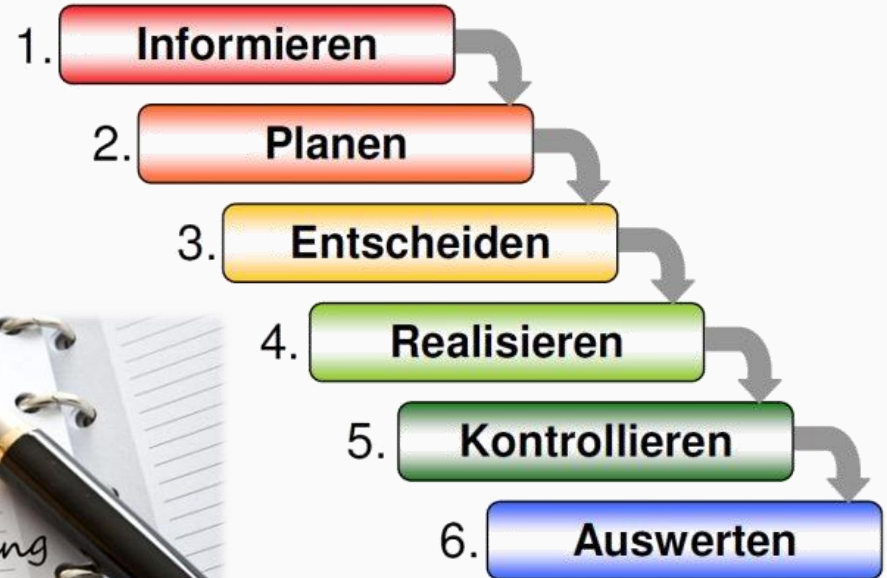 1. Informieren
2. Planen
3. Entscheiden
4. Realisieren
5. Kontrollieren
6. Auswerten